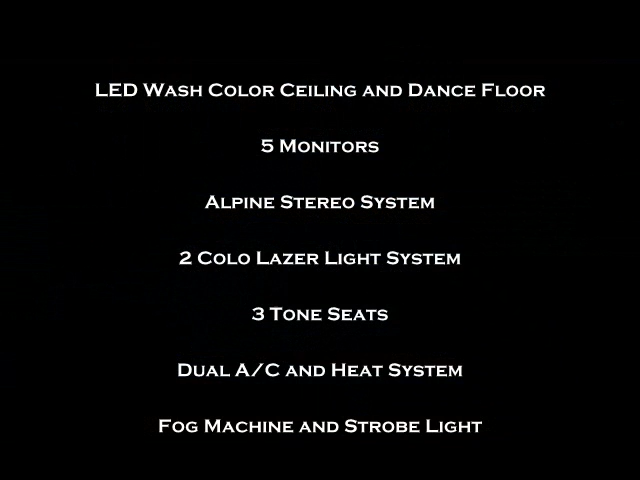 LED Wash Color Ceiling and Dance Floor
5 Monitors
Alpine Stereo System
2 Colo Lazer Light System
3 Tone Seats
Dual A/C and Heat System
Fog Machine and Strobe Light